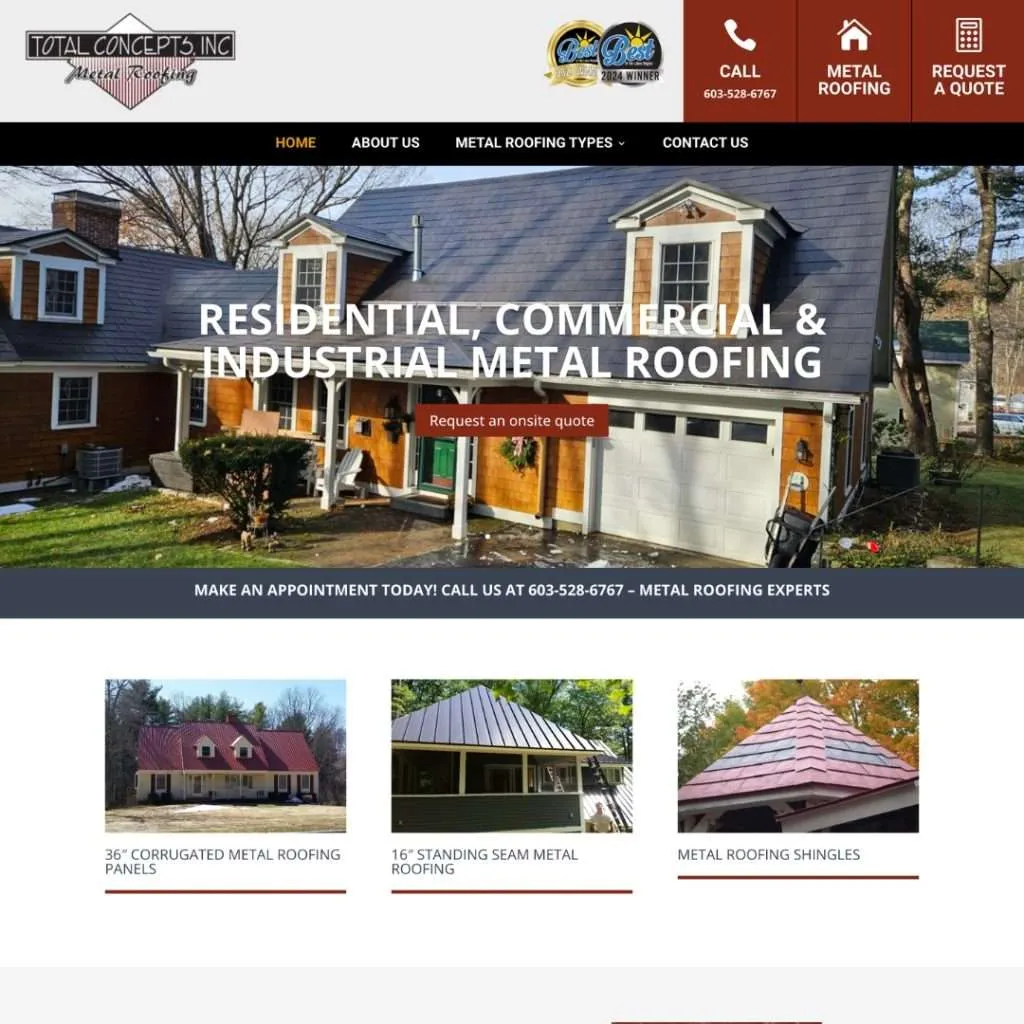 TOTAL CONCEPTS, INC
Metal Roofing
Best
Best
2024 WINNER
CALL
603-528-6767
METAL
ROOFING
REQUEST
A QUOTE
HOME
ABOUT US
METAL ROOFING TYPES
CONTACT US
RESIDENTIAL, COMMERCIAL &
INDUSTRIAL METAL ROOFING
Request an onsite quote
MAKE AN APPOINTMENT TODAY! CALL US AT 603-528-6767 – METAL ROOFING EXPERTS
36″ CORRUGATED METAL ROOFING
PANELS
16″ STANDING SEAM METAL
ROOFING
METAL ROOFING SHINGLES